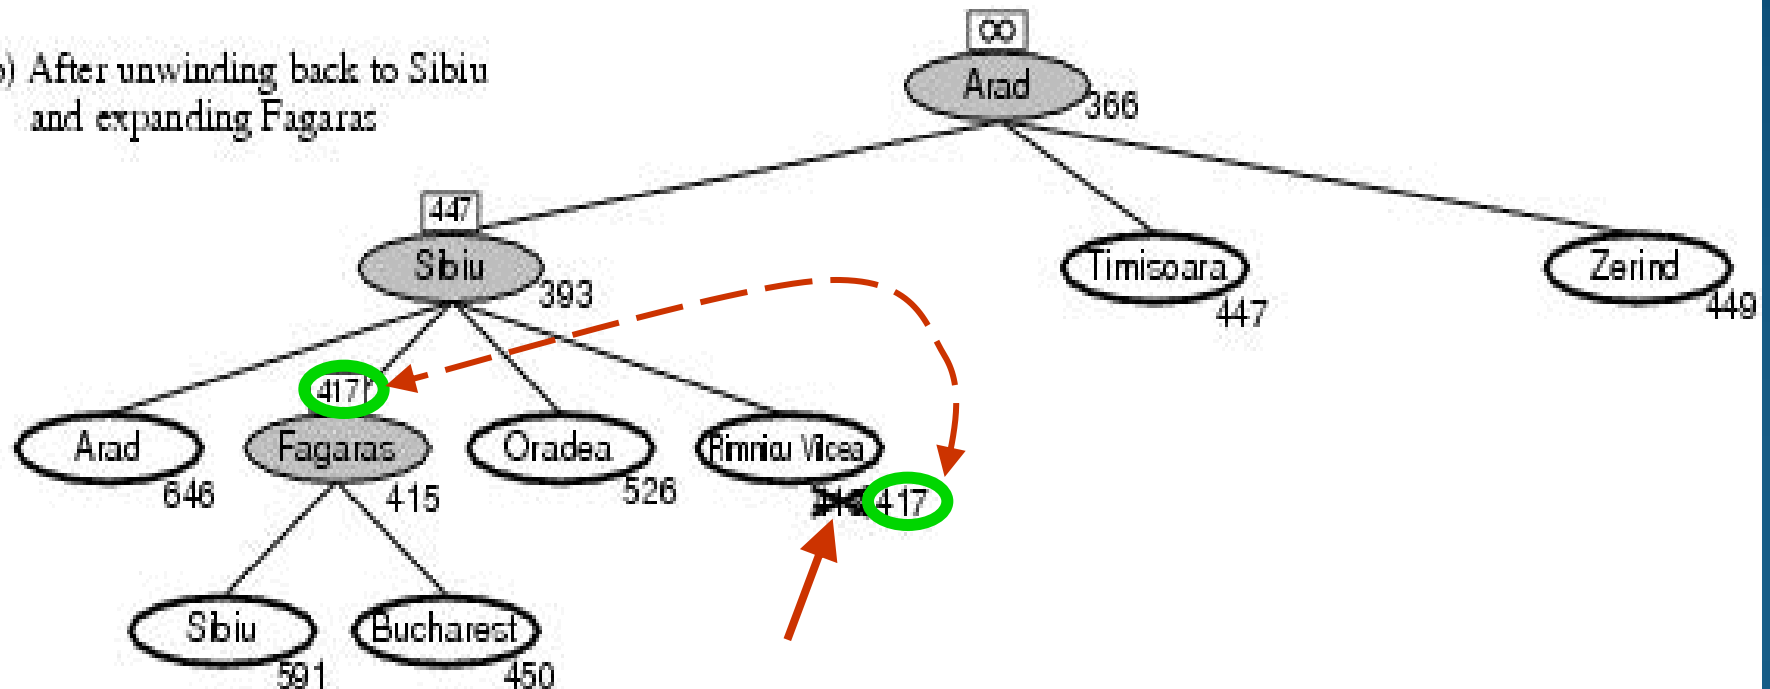 ∞
) After unwinding back to Sibiu
and expanding Fagaras
Arad
366
447
Sibiu
393
Timisoara
447
Zerind
449
417
Arad
646
Fagaras
415
Oradea
526
Rimnicu Vilcea
417
Sibiu
591
Bucharest
450